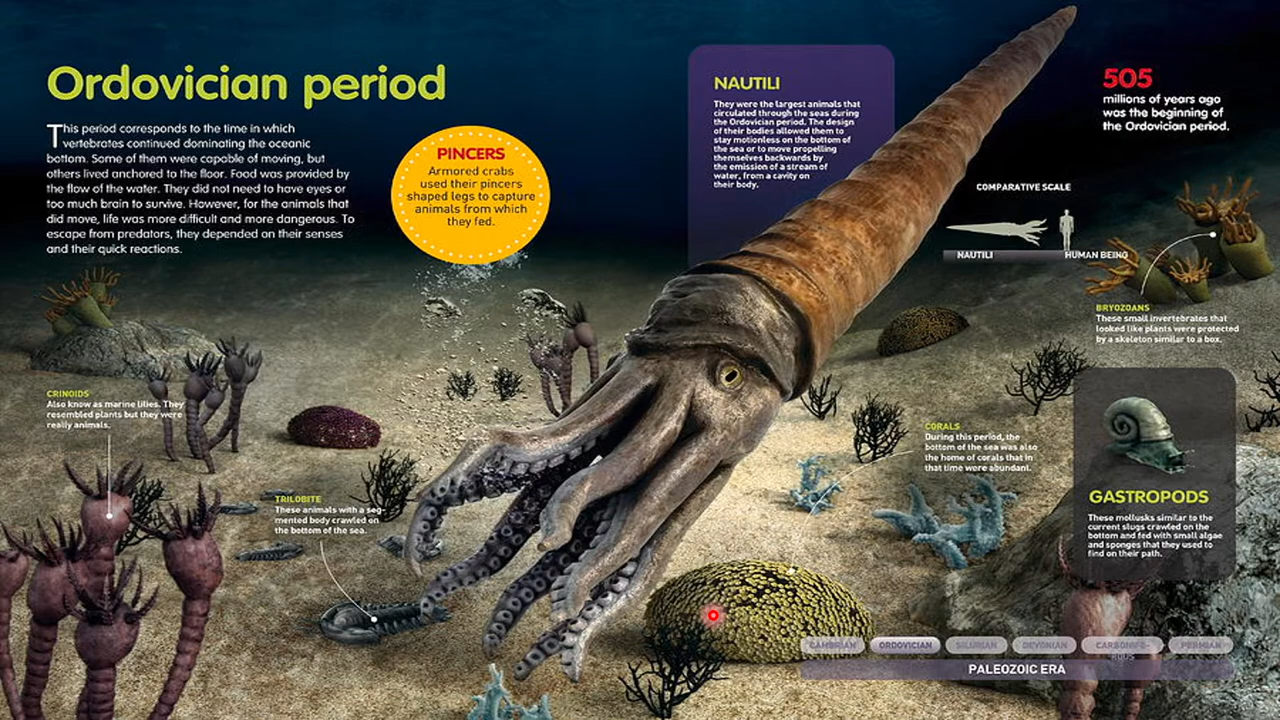 Ordovician period
This period corresponds to the time in which
vertebrates continued dominating the oceanic
bottom. Some of them were capable of moving, but
others lived anchored to the floor. Food was provided by
the flow of the water. They did not need to have eyes or
too much brain to survive. However, for the animals that
did move, life was more difficult and more dangerous. To
escape from predators, they depended on their senses
and their quick reactions.
PINCERS
Armored crabs
used their pincers
shaped legs to capture
animals from which
they fed.
NAUTILI
They were the largest animals that
circulated through the seas during
the Ordovician period. The design
of their bodies allowed them to
stay motionless on the bottom of
the sea or to move propelling
themselves backwards by
the emission of a stream of
water, from a cavity on
their body.
505
millions of years ago
was the beginning of
the Ordovician period.
COMPARATIVE SCALE
NAUTILI
HUMAN BEING
BRYOZOANS
These small invertebrates that
looked like plants were protected
by a skeleton similar to a box.
CRINOIDS
Also know as marine lilies. They
resembled plants but they were
really animals.
TRILOBITE
These animals with a seg-
mented body crawled on
the bottom of the sea.
CORALS
During this period, the
bottom of the sea was also
the home of corals that in
that time were abundant.
GASTROPODS
These mollusks similar to the
current slugs crawled on the
bottom and fed with small algae
and sponges that they used to
find on their path.
CAMBRIAN
ORDOVICIAN
SILURIAN
DEVONIAN
CARBONIFE-
ROUS
PERMIAN
PALEOZOIC ERA